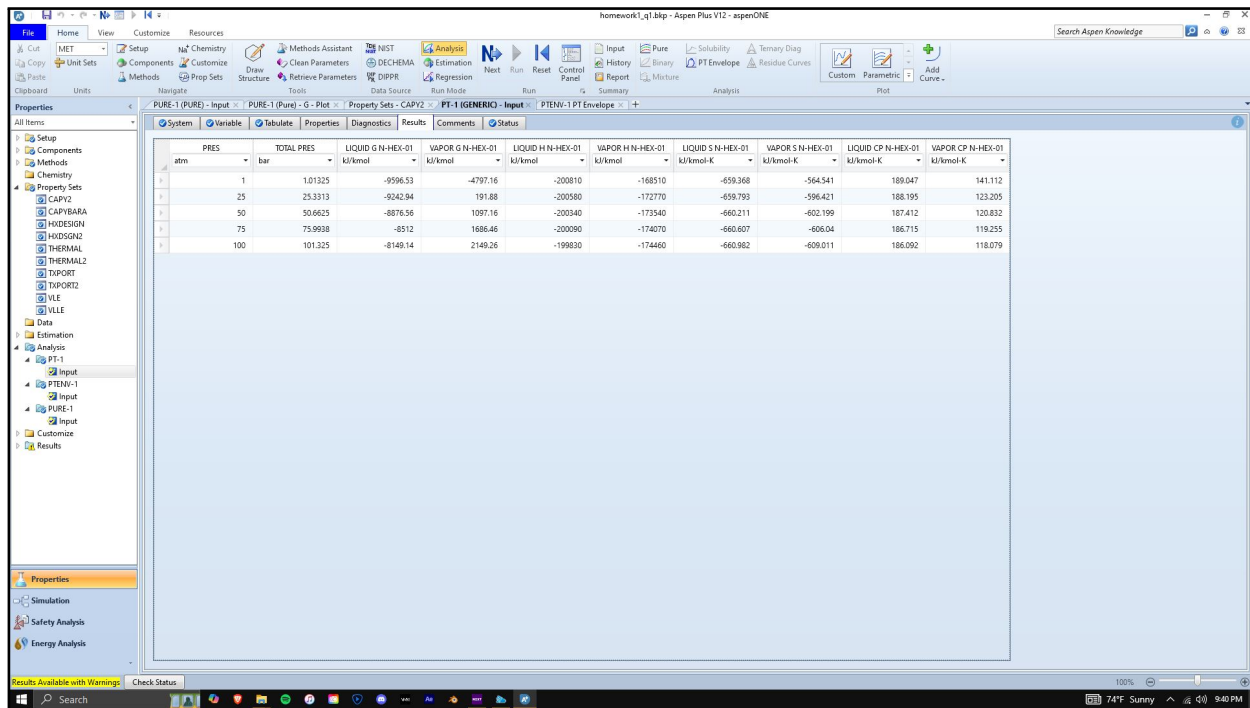 homework1_q1.bkp - Aspen Plus V12 - aspenONE
File Home View Customize Resources Search Aspen Knowledge
Cut MET Setup Na+ Chemistry Methods Assistant NIST Analysis Input Pure Solubility Ternary Diag
Copy Unit Sets Components Customize Draw Structure Clean Parameters DECHEMA Estimation Next Run Reset Control Panel History Binary PT Envelope Residue Curves Custom Parametric Add Curve
Paste Methods Prop Sets Retrieve Parameters DIPPR Regression Report Mixture
Clipboard Units Navigate Tools Data Source Run Mode Run Summary Analysis Plot
Properties < PURE-1 (PURE) - Input × PURE-1 (Pure) - G - Plot × Property Sets - CAPY2 × PT-1 (GENERIC) - Input × PTENV-1 PT Envelope × +
All Items System Variable Tabulate Properties Diagnostics Results Comments Status
Setup
Components
Methods
Chemistry
Property Sets
CAPY2
CAPYBARA
HXDESIGN
HXDSGN2
THERMAL
THERMAL2
TXPORT
TXPORT2
VLE
VLLE
Data
Estimation
Analysis
PT-1
Input
PTENV-1
Input
PURE-1
Input
Customize
Results
PRES TOTAL PRES LIQUID G N-HEX-01 VAPOR G N-HEX-01 LIQUID H N-HEX-01 VAPOR H N-HEX-01 LIQUID S N-HEX-01 VAPOR S N-HEX-01 LIQUID CP N-HEX-01 VAPOR CP N-HEX-01
atm bar kJ/kmol kJ/kmol kJ/kmol kJ/kmol kJ/kmol-K kJ/kmol-K kJ/kmol-K kJ/kmol-K
1 1.01325 -9596.53 -4797.16 -200810 -168510 -659.368 -564.541 189.047 141.112
25 25.3313 -9242.94 191.88 -200580 -172770 -659.793 -596.421 188.195 123.205
50 50.6625 -8876.56 1097.16 -200340 -173540 -660.211 -602.199 187.412 120.832
75 75.9938 -8512 1686.46 -200090 -174070 -660.607 -606.04 186.715 119.255
100 101.325 -8149.14 2149.26 -199830 -174460 -660.982 -609.011 186.092 118.079
Properties
Simulation
Safety Analysis
Energy Analysis
Results Available with Warnings Check Status 100%
Search 74°F Sunny 9:40 PM